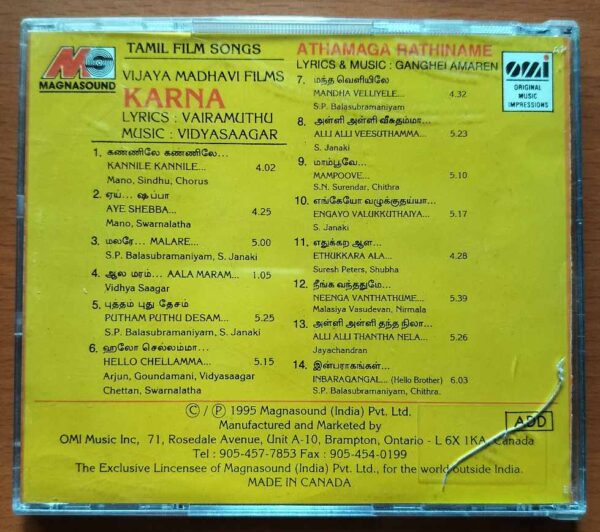 MC
MAGNASOUND
TAMIL FILM SONGS
VIJAYA MADHAVI FILMS
KARNA
LYRICS : VAIRAMUTHU
MUSIC : VIDYASAAGAR
1. கண்ணிலே கண்ணிலே...
KANNILE KANNILE... 4.02
Mano, Sindhu, Chorus
2. ஏய்... ஷப்பா
AYE SHEBBA... 4.25
Mano, Swarnalatha
3. மலரே... MALARE... 5.00
S.P. Balasubramaniyam, S. Janaki
4. ஆல மரம்... AALA MARAM... 1.05
Vidhya Saagar
5. புத்தம் புது தேசம்
PUTHAM PUTHU DESAM... 5.25
S.P. Balasubramaniyam, S. Janaki
6. ஹலோ செல்லம்மா...
HELLO CHELLAMMA... 5.15
Arjun, Goundamani, Vidyasaagar
Chettan, Swarnalatha
ATHAMAGA RATHINAME
LYRICS & MUSIC : GANGHEI AMAREN
OMI
ORIGINAL
MUSIC
IMPRESSIONS
7. மந்த வெளியிலே
MANDHA VELLIYELE... 4.32
S.P. Balasubramaniyam
8. அள்ளி அள்ளி வீசுதம்மா...
ALLI ALLI VEESUTHAMMA... 5.23
S. Janaki
9. மாம்பூவே...
MAMPOOVE... 5.10
S.N. Surendar, Chithra
10. எங்கேயோ வழுக்குதய்யா...
ENGAYO VALUKKUTHAIYA... 5.17
S. Janaki
11. எதுக்கற ஆள...
ETHUKKARA ALA... 4.28
Suresh Peters, Shubha
12. நீங்க வந்ததுமே...
NEENGA VANTHATHUME... 5.39
Malasiya Vasudevan, Nirmala
13. அள்ளி அள்ளி தந்த நிலா...
ALLI ALLI THANTHA NELA... 5.26
Jayachandran
14. இன்பராகங்கள்...
INBARAGANGAL... (Hello Brother) 6.03
S.P. Balasubramaniyam, Chithra.
Ⓒ / Ⓟ 1995 Magnasound (India) Pvt. Ltd.
Manufactured and Marketed by
ADD
OMI Music Inc, 71, Rosedale Avenue, Unit A-10, Brampton, Ontario - L 6X 1KA, Canada
Tel : 905-457-7853 Fax : 905-454-0199
The Exclusive Lincensee of Magnasound (India) Pvt. Ltd., for the world outside India.
MADE IN CANADA